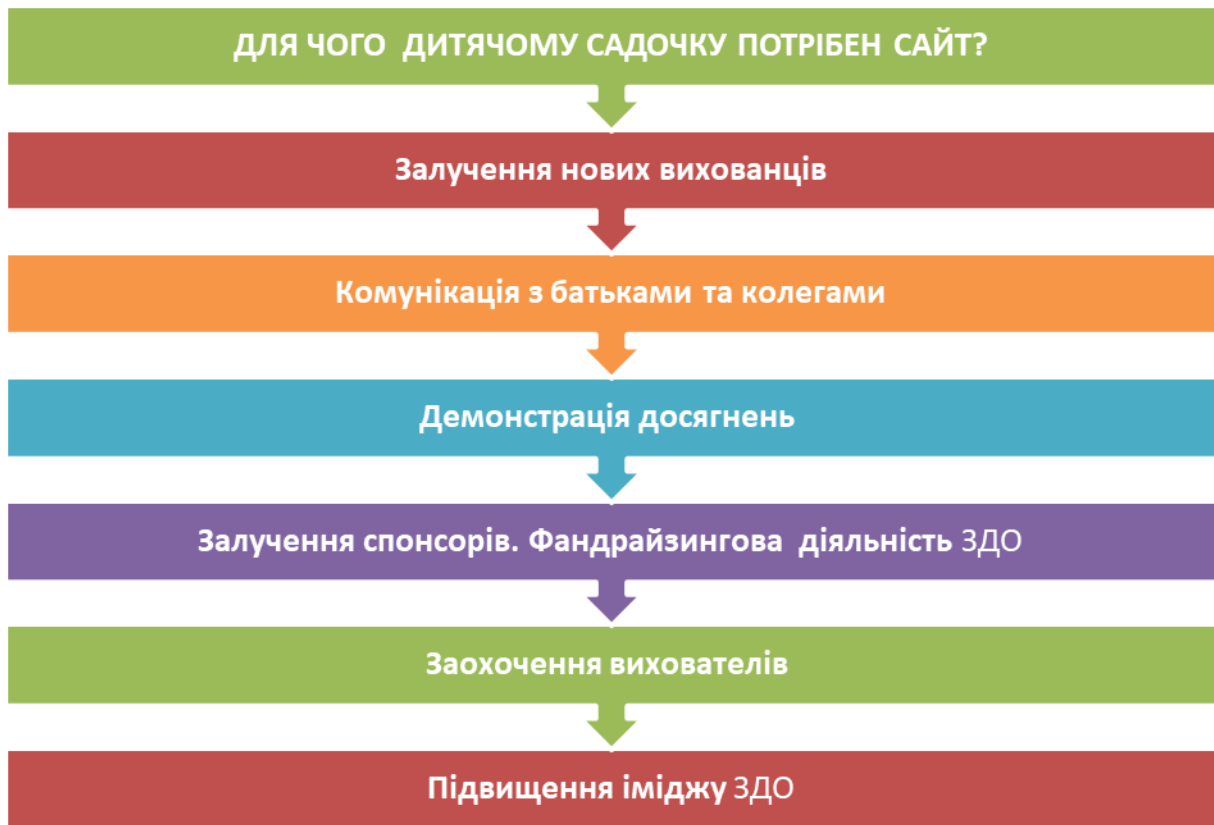 ДЛЯ ЧОГО ДИТЯЧОМУ САДОЧКУ ПОТРІБЕН САЙТ?
Залучення нових вихованців
Комунікація з батьками та колегами
Демонстрація досягнень
Залучення спонсорів. Фандрайзингова діяльність ЗДО
Заохочення вихователів
Підвищення іміджу ЗДО